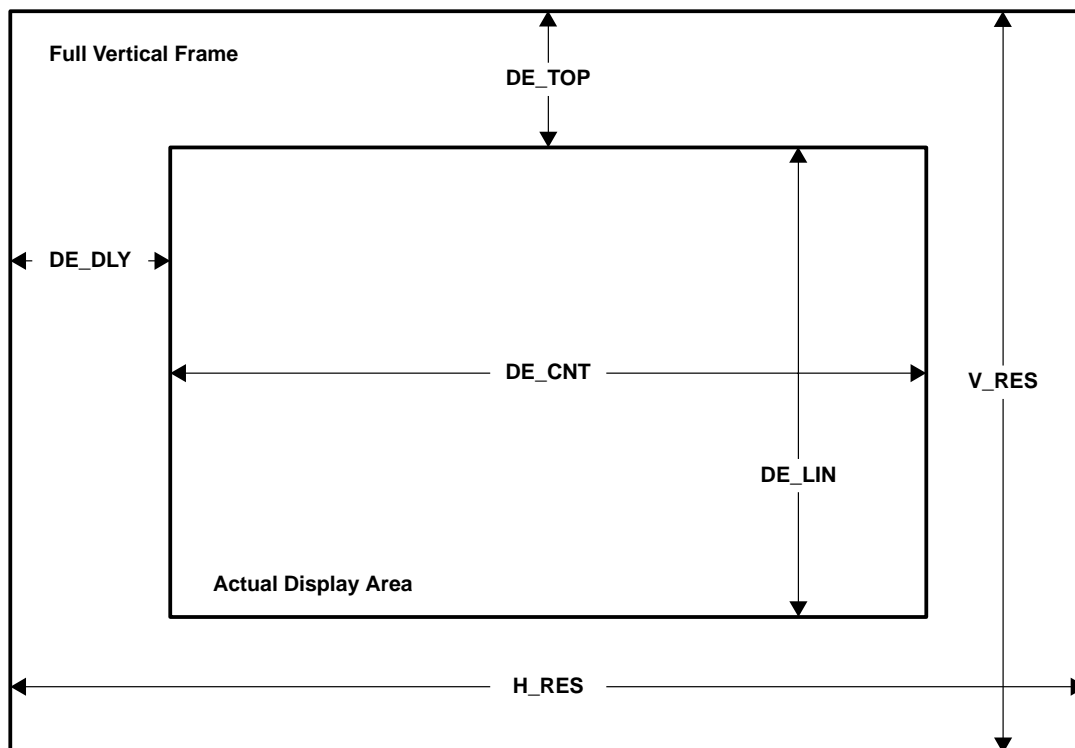 Full Vertical Frame
DE_TOP
DE_DLY
DE_CNT
V_RES
DE_LIN
Actual Display Area
H_RES